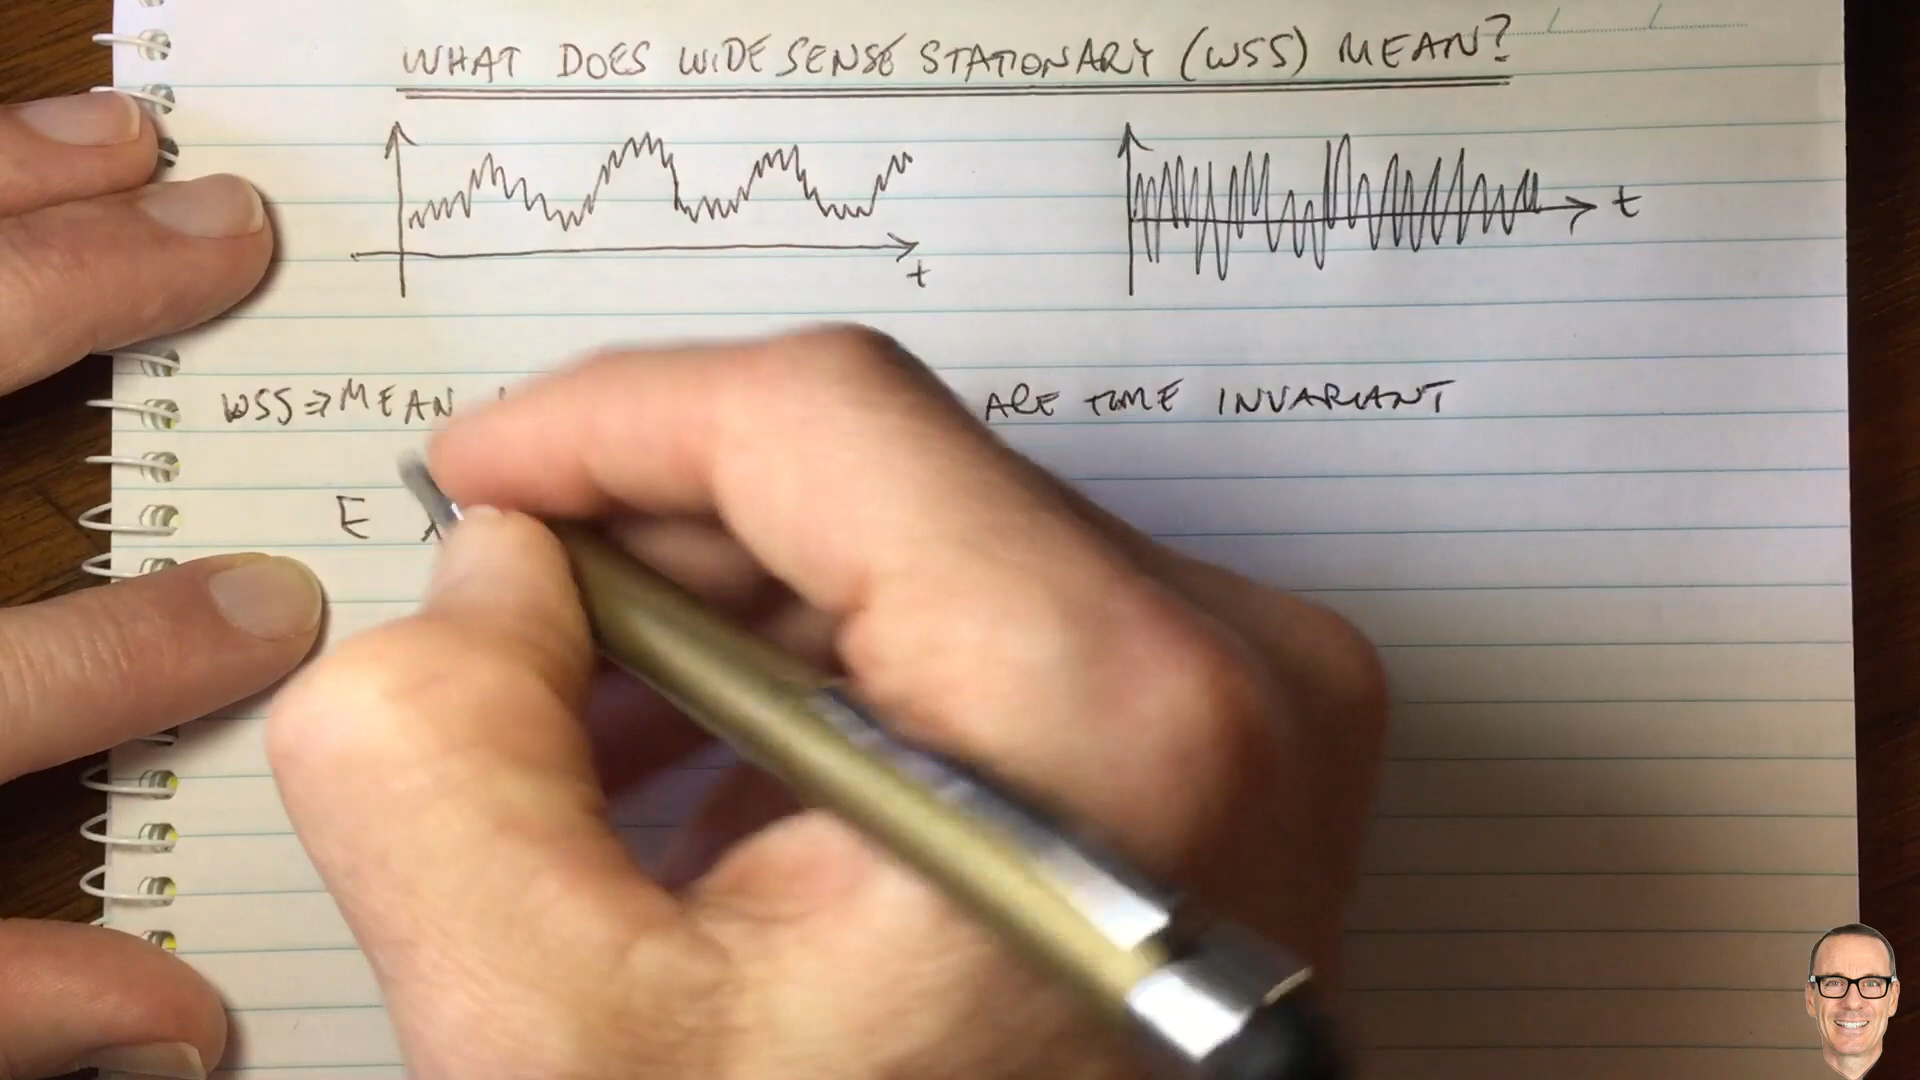 WHAT DOES WIDE SENSE STATIONARY (WSS) MEAN?
t
t
WSS ⇒ MEAN ARE TIME INVARIANT
E